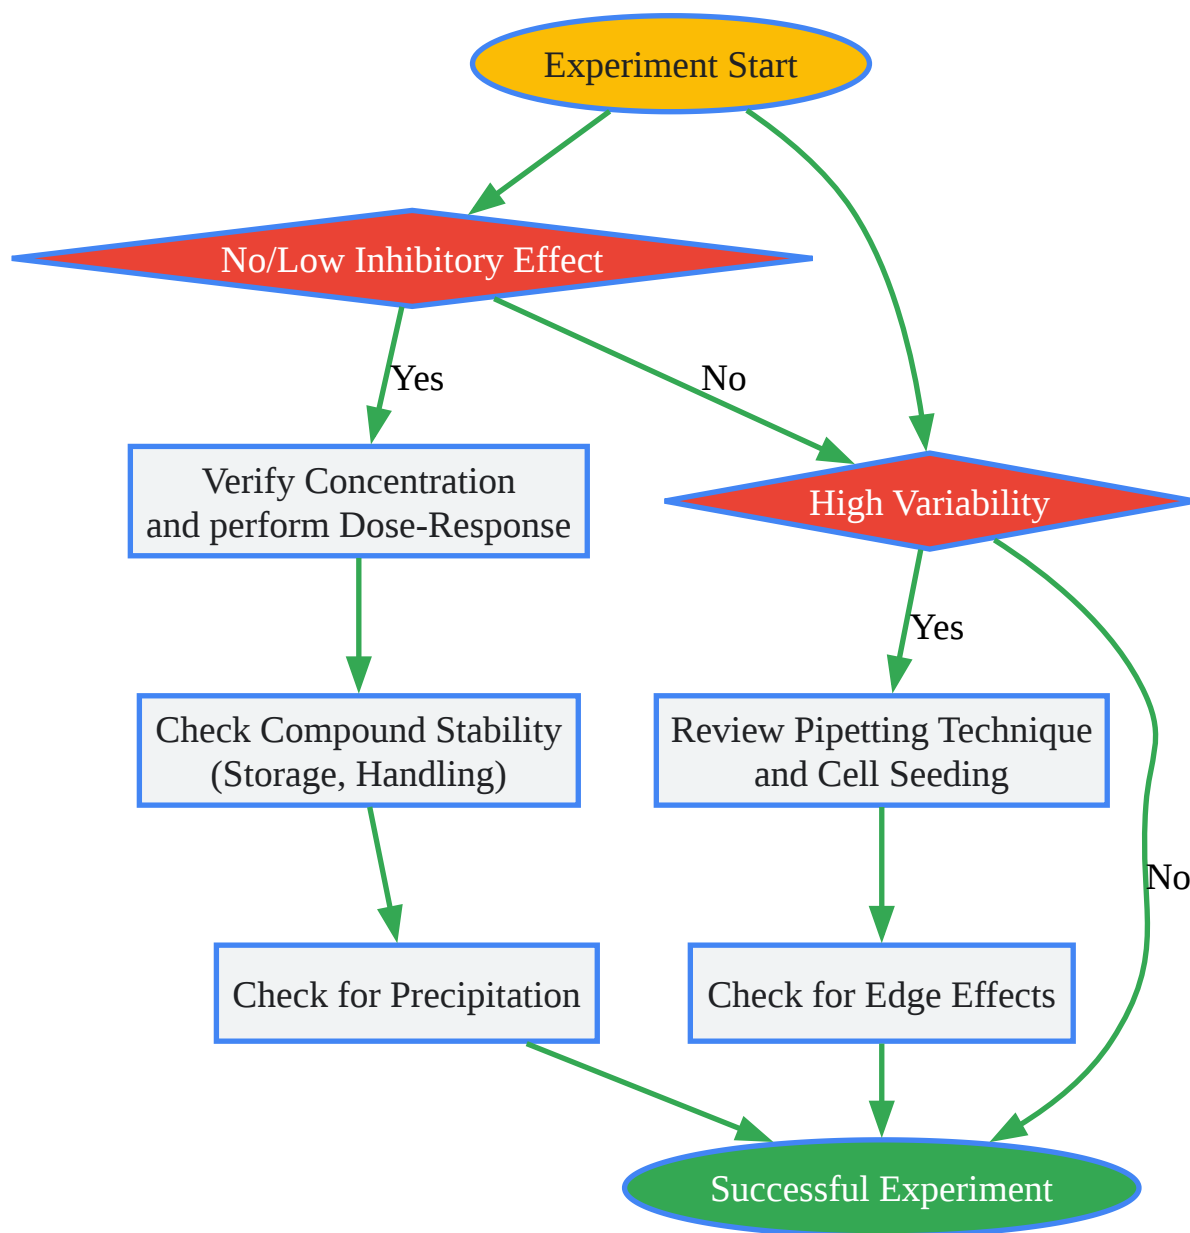 Experiment Start
No/Low Inhibitory Effect
Yes
No
Verify Concentration
and perform Dose-Response
High Variability
Yes
Check Compound Stability
(Storage, Handling)
Review Pipetting Technique
and Cell Seeding
No
Check for Precipitation
Check for Edge Effects
Successful Experiment